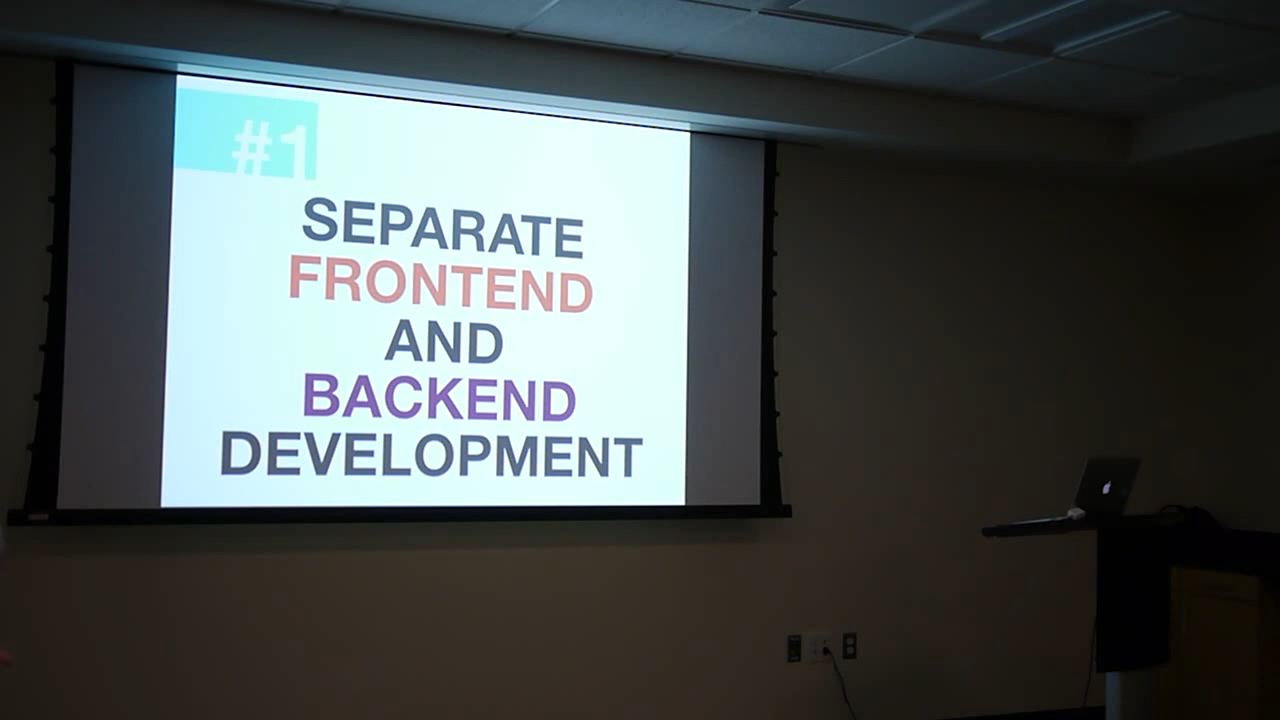 #1
SEPARATE
FRONTEND
AND
BACKEND
DEVELOPMENT